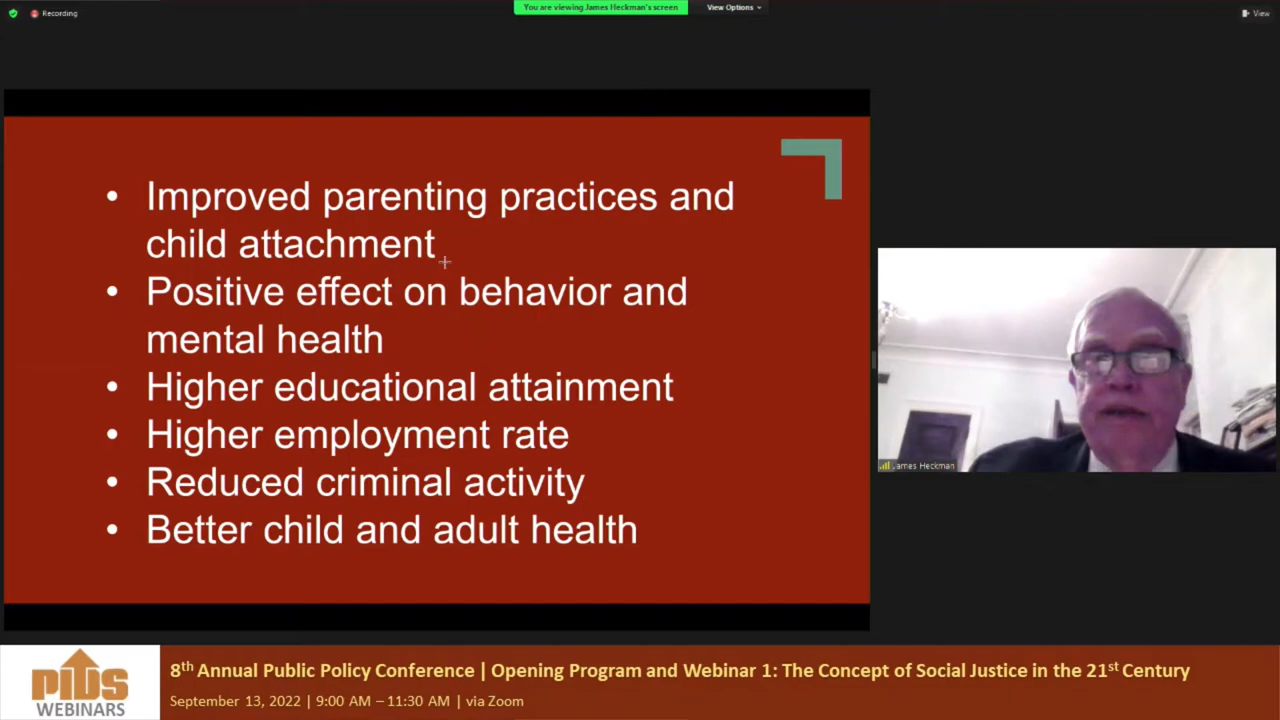 Recording
You are viewing James Heckman's screen
View Options
View
• Improved parenting practices and
child attachment
• Positive effect on behavior and
mental health
• Higher educational attainment
• Higher employment rate
• Reduced criminal activity
• Better child and adult health
James Heckman
pids
WEBINARS
8th Annual Public Policy Conference | Opening Program and Webinar 1: The Concept of Social Justice in the 21st Century
September 13, 2022 | 9:00 AM – 11:30 AM | via Zoom